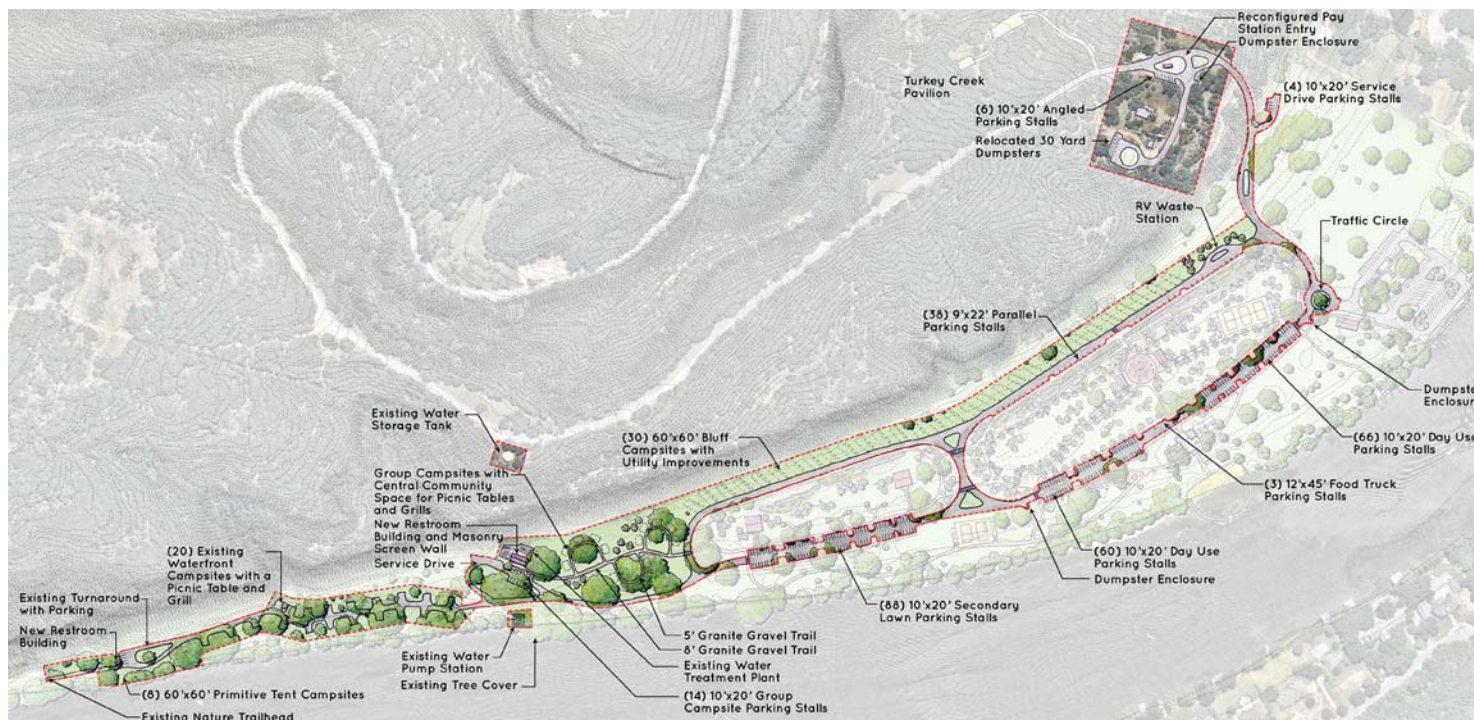 Reconfigured Pay
Station Entry
Dumpster Enclosure
Turkey Creek
Pavilion
(6) 10'x20' Angled
Parking Stalls
Relocated 30 Yard
Dumpsters
(4) 10'x20' Service
Drive Parking Stalls
RV Waste
Station
Traffic Circle
(38) 9'x22' Parallel
Parking Stalls
Dumpste
Enclosur
(66) 10'x20' Day Use
Parking Stalls
(3) 12'x45' Food Truck
Parking Stalls
(60) 10'x20' Day Use
Parking Stalls
Dumpster Enclosure
(88) 10'x20' Secondary
Lawn Parking Stalls
Existing Water
Storage Tank
(30) 60'x60' Bluff
Campsites with
Utility Improvements
Group Campsites with
Central Community
Space for Picnic Tables
and Grills
New Restroom
Building and Masonry
Screen Wall
Service Drive
(20) Existing
Waterfront
Campsites with a
Picnic Table and
Grill
Existing Turnaround
with Parking
New Restroom
Building
(8) 60'x60' Primitive Tent Campsites
Existing Nature Trailhead
Existing Water
Pump Station
Existing Tree Cover
5' Granite Gravel Trail
8' Granite Gravel Trail
Existing Water
Treatment Plant
(14) 10'x20' Group
Campsite Parking Stalls